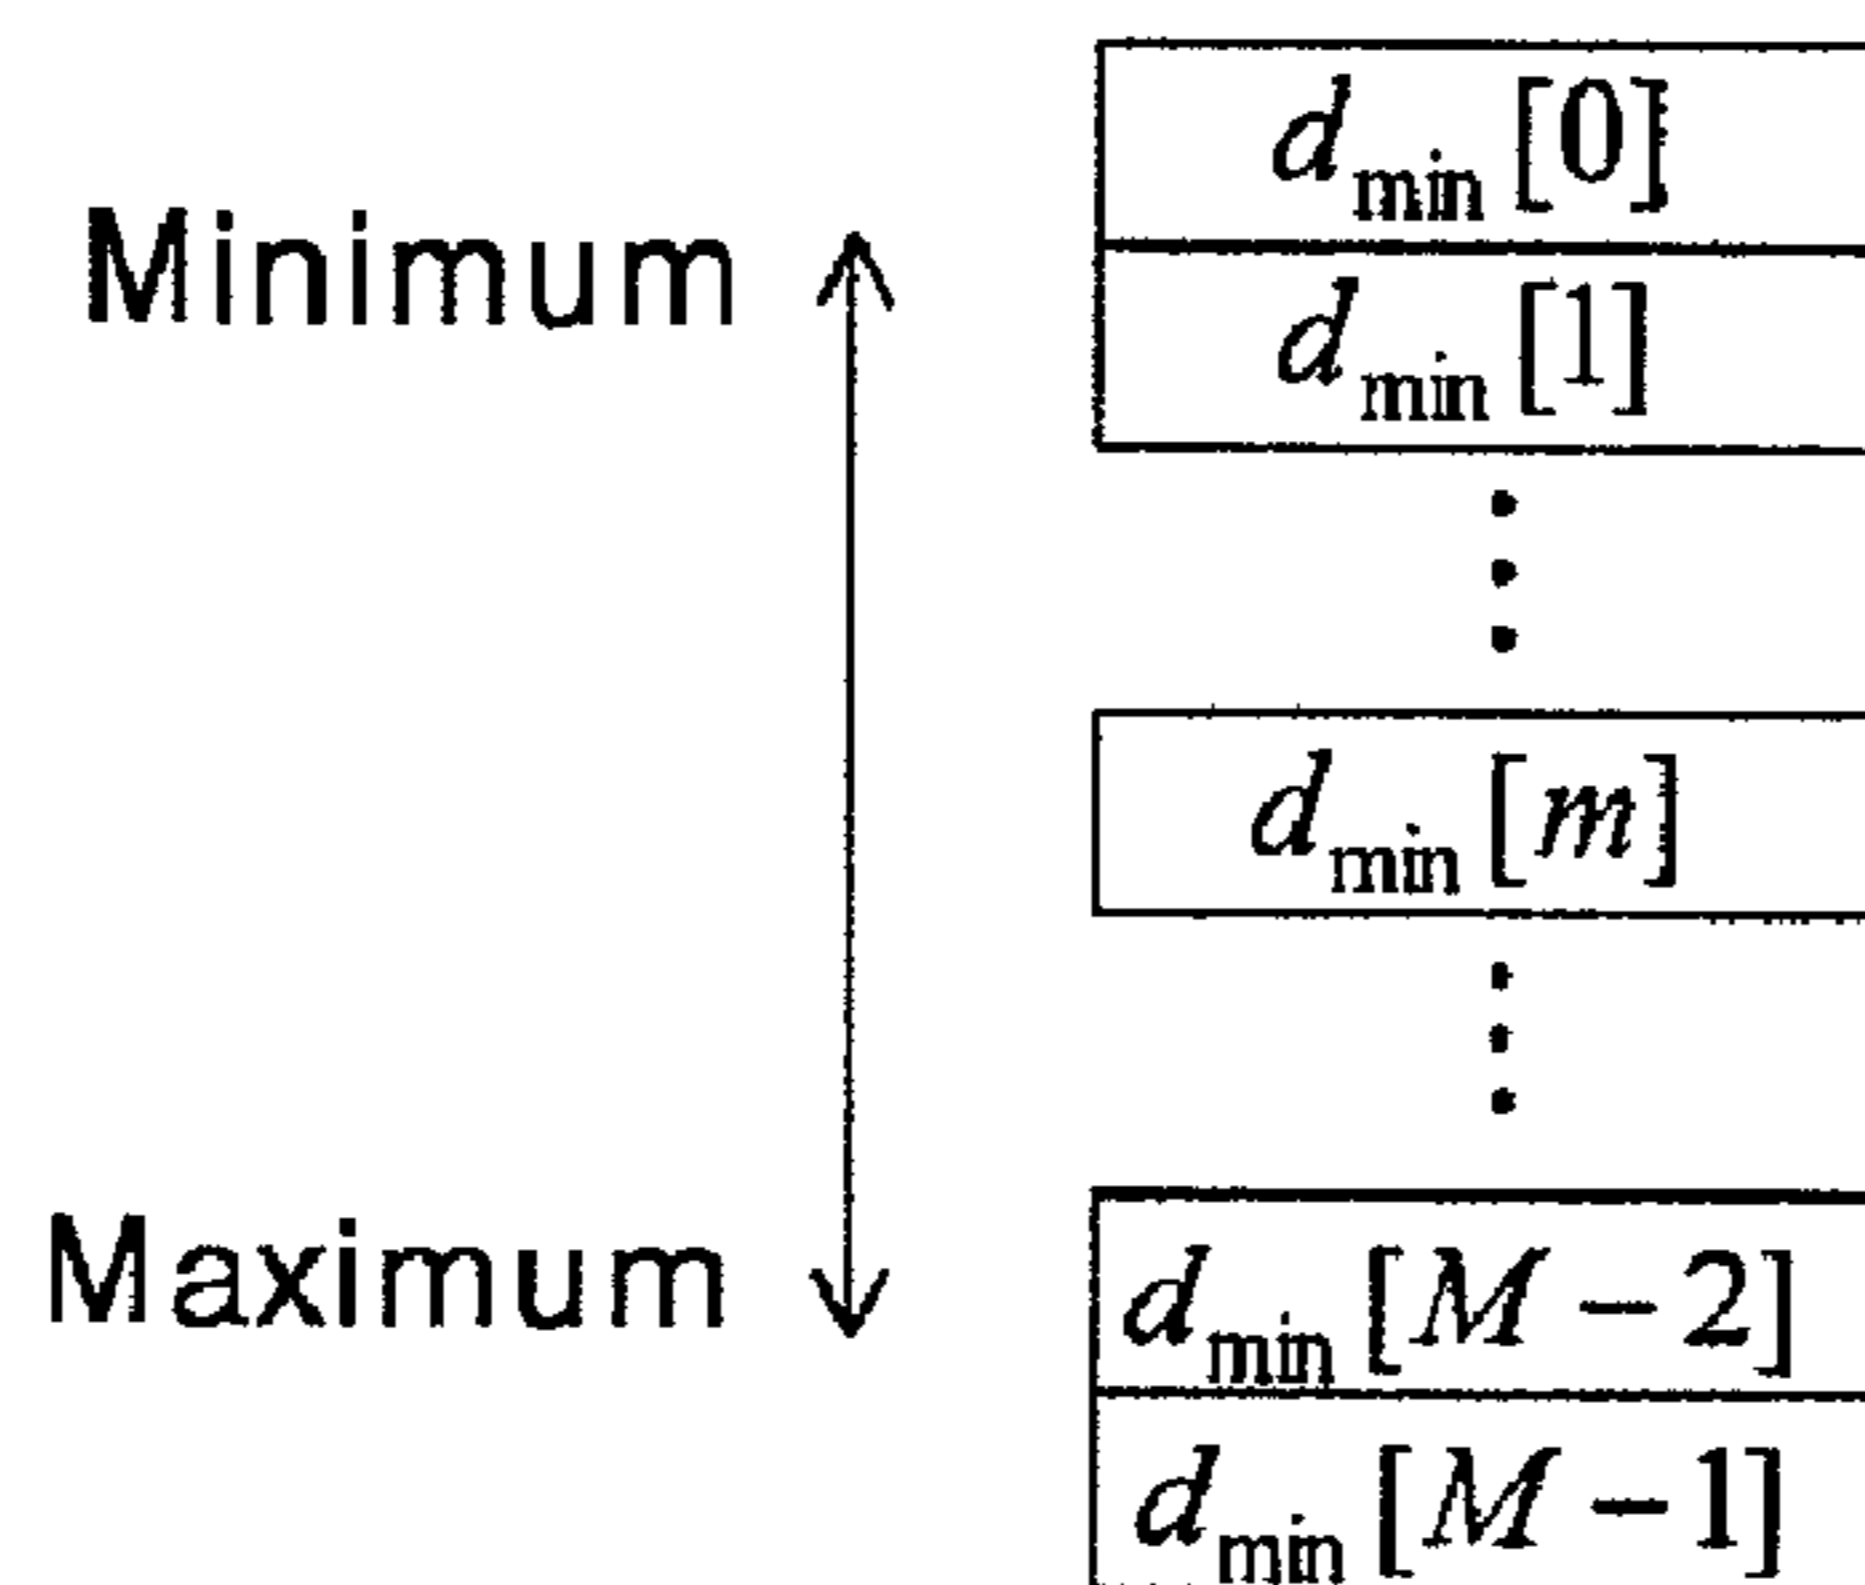 d_min [0]
Minimum
d_min [1]
d_min [m]
Maximum
d_min [M − 2]
d_min [M − 1]